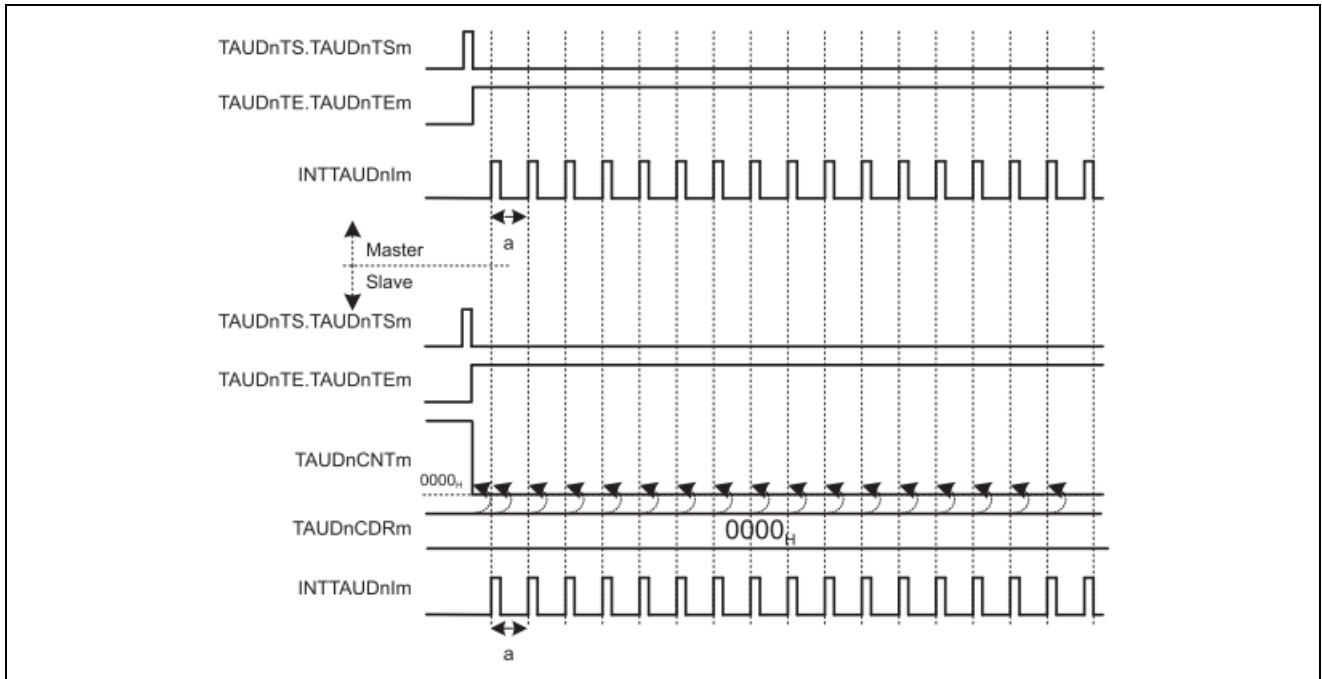 TAUDnTS.TAUDnTSm
TAUDnTE.TAUDnTEm
INTTAUDnIm
a
Master
Slave
TAUDnTS.TAUDnTSm
TAUDnTE.TAUDnTEm
TAUDnCNTm
0000H
TAUDnCDRm
0000H
INTTAUDnIm
a